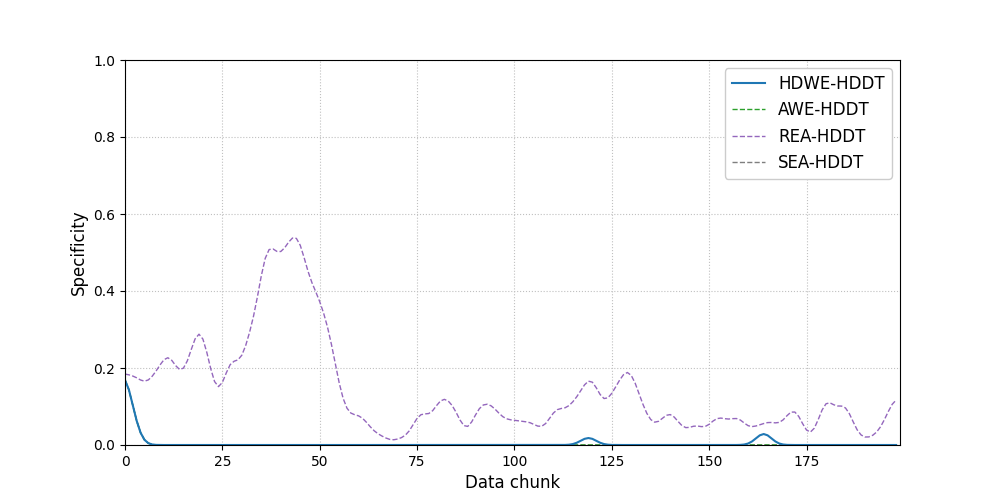 1.0
0.8
0.6
0.4
0.2
0.0
Specificity
HDWE-HDDT
AWE-HDDT
REA-HDDT
SEA-HDDT
0 25 50 75 100 125 150 175
Data chunk